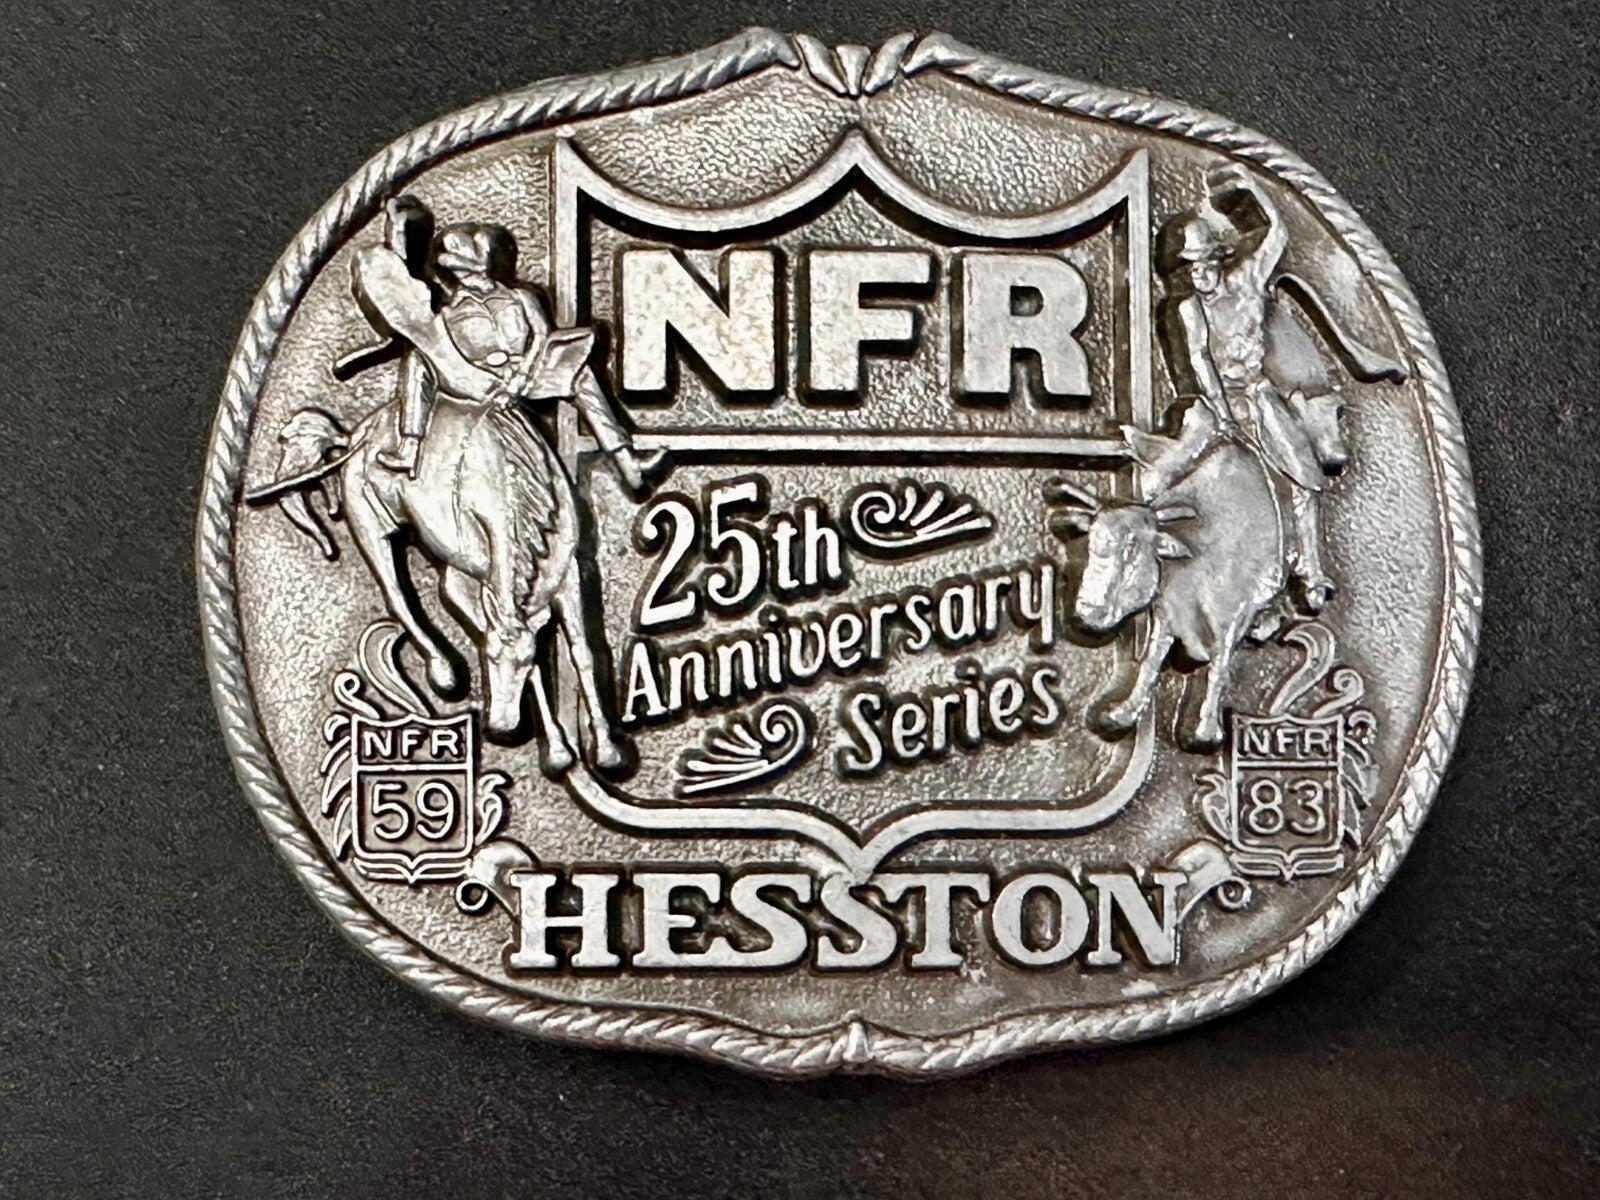 NFR
25th
Anniversary
Series
NFR
59
NFR
83
HESSTON